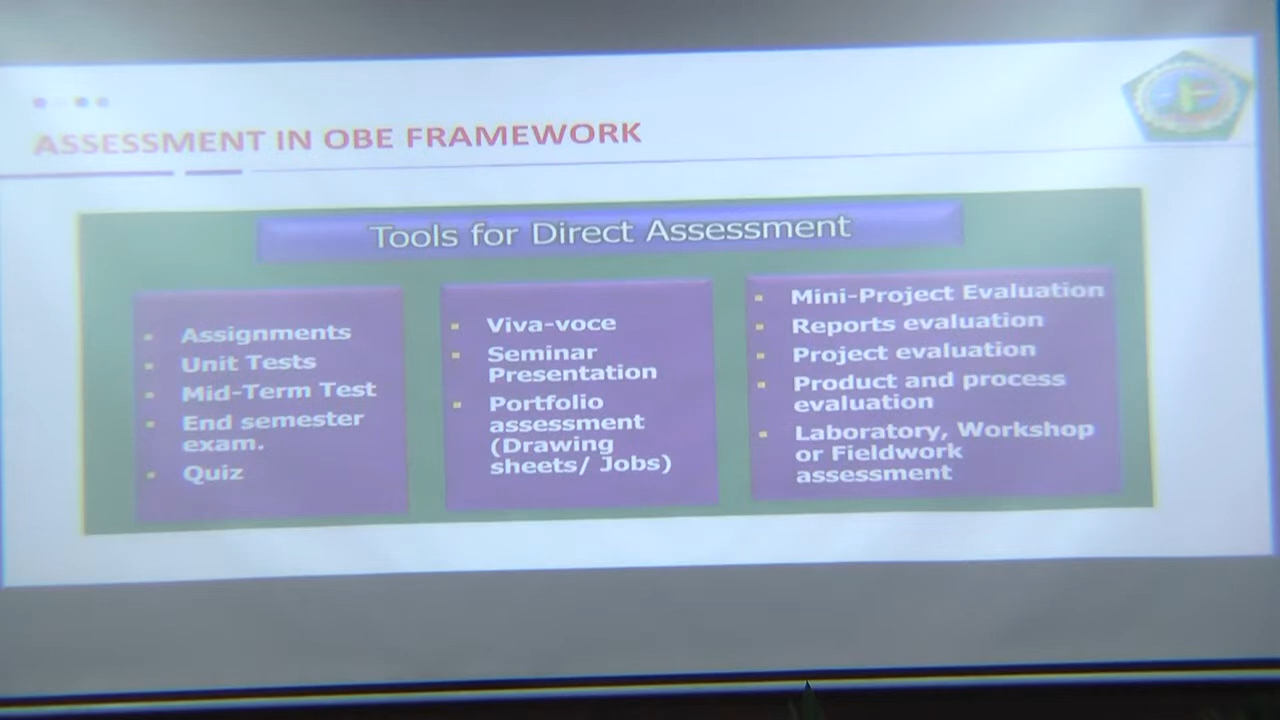 ASSESSMENT IN OBE FRAMEWORK
Tools for Direct Assessment
Assignments
Unit Tests
Mid-Term Test
End semester
exam.
Quiz
Viva-voce
Seminar
Presentation
Portfolio
assessment
(Drawing
sheets/ Jobs)
Mini-Project Evaluation
Reports evaluation
Project evaluation
Product and process
evaluation
Laboratory, Workshop
or Fieldwork
assessment